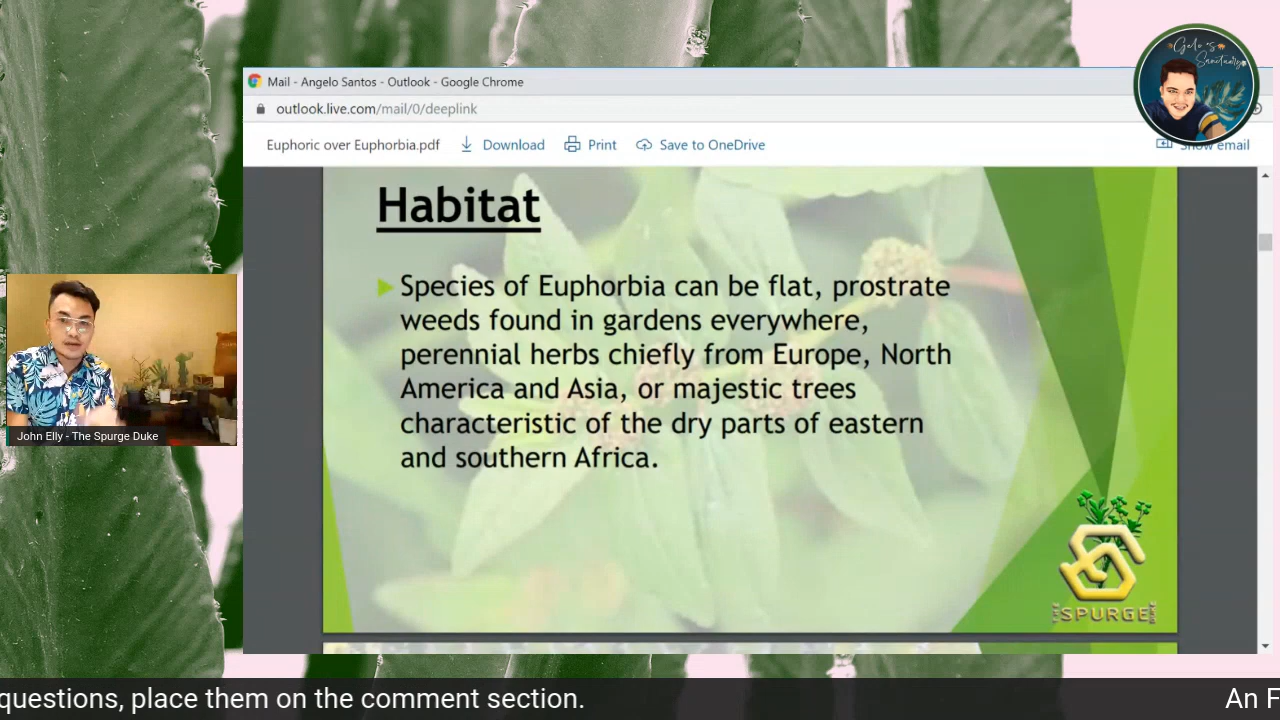 Gelo's
Sanctuary
Mail - Angelo Santos - Outlook - Google Chrome
outlook.live.com/mail/0/deeplink
Euphoric over Euphorbia.pdf Download Print Save to OneDrive Show email
Habitat
Species of Euphorbia can be flat, prostrate
weeds found in gardens everywhere,
perennial herbs chiefly from Europe, North
America and Asia, or majestic trees
characteristic of the dry parts of eastern
and southern Africa.
John Elly - The Spurge Duke
SPURGE
questions, place them on the comment section. An F